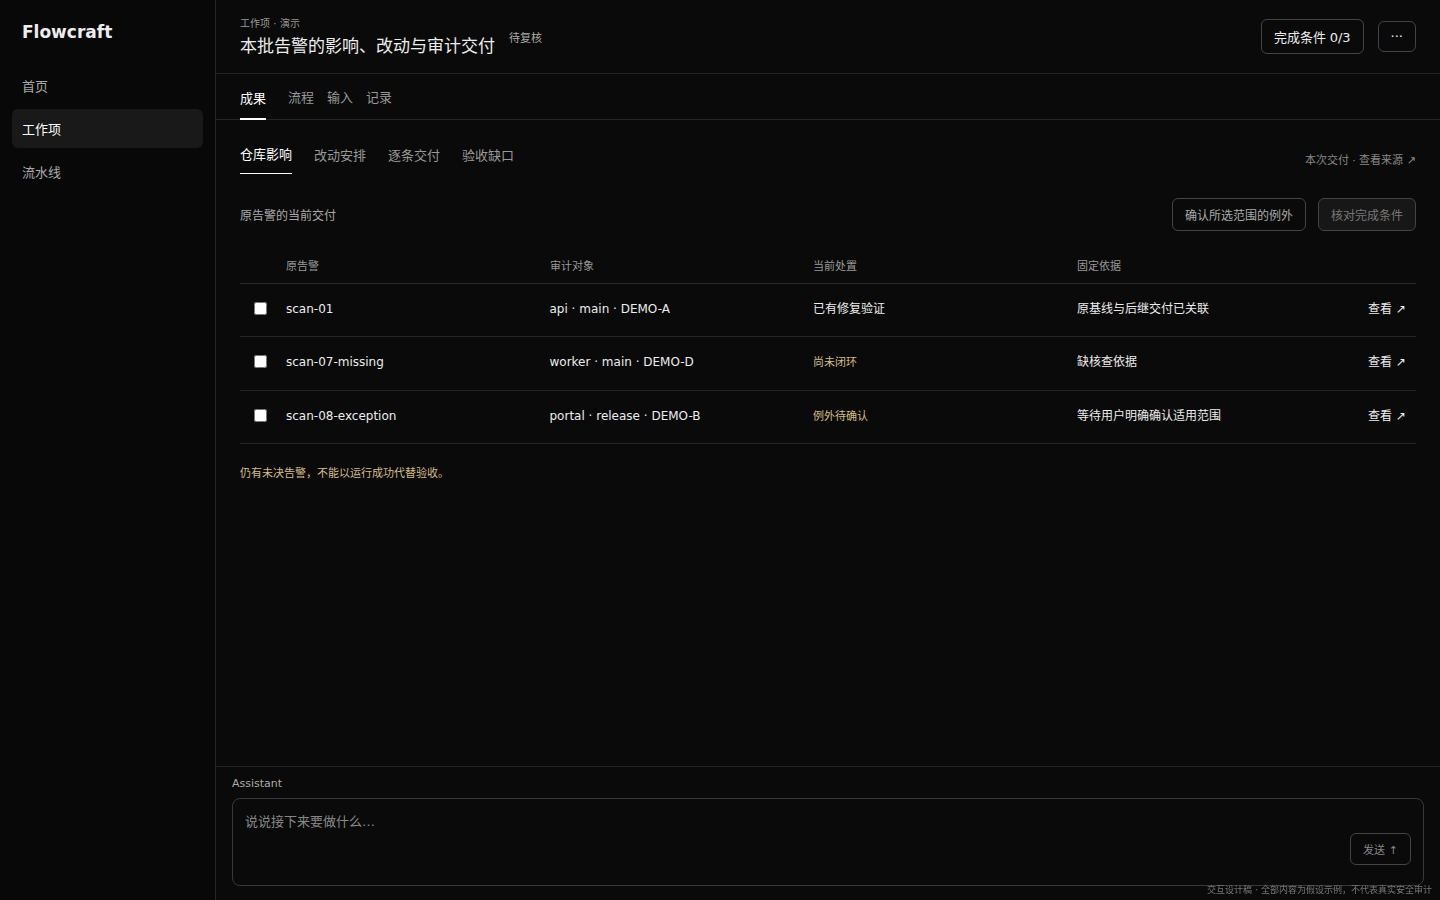 Flowcraft
首页
工作项
流水线
工作项 · 演示
本批告警的影响、改动与审计交付 待复核
完成条件 0/3
···
成果 流程 输入 记录
仓库影响 改动安排 逐条交付 验收缺口
本次交付 · 查看来源 ↗
原告警的当前交付
确认所选范围的例外
核对完成条件
原告警 审计对象 当前处置 固定依据
scan-01 api · main · DEMO-A 已有修复验证 原基线与后继交付已关联 查看 ↗
scan-07-missing worker · main · DEMO-D 尚未闭环 缺核查依据 查看 ↗
scan-08-exception portal · release · DEMO-B 例外待确认 等待用户明确确认适用范围 查看 ↗
仍有未决告警，不能以运行成功代替验收。
Assistant
说说接下来要做什么…
发送 ↑
交互设计稿 · 全部内容为假设示例，不代表真实安全审计